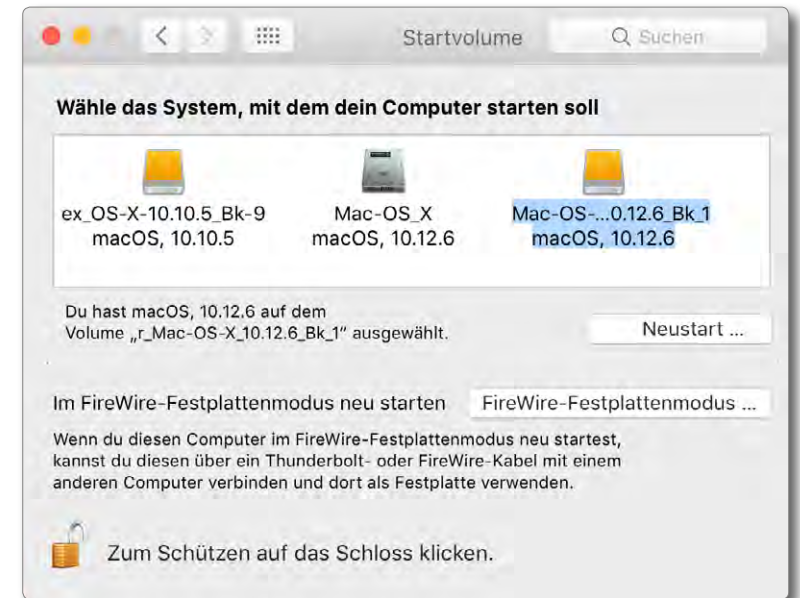 Startvolume
Suchen
Wähle das System, mit dem dein Computer starten soll
ex_OS-X-10.10.5_Bk-9
macOS, 10.10.5
Mac-OS_X
macOS, 10.12.6
Mac-OS-...0.12.6_Bk_1
macOS, 10.12.6
Du hast macOS, 10.12.6 auf dem
Volume „r_Mac-OS-X_10.12.6_Bk_1" ausgewählt.
Neustart ...
Im FireWire-Festplattenmodus neu starten
FireWire-Festplattenmodus ...
Wenn du diesen Computer im FireWire-Festplattenmodus neu startest,
kannst du diesen über ein Thunderbolt- oder FireWire-Kabel mit einem
anderen Computer verbinden und dort als Festplatte verwenden.
Zum Schützen auf das Schloss klicken.